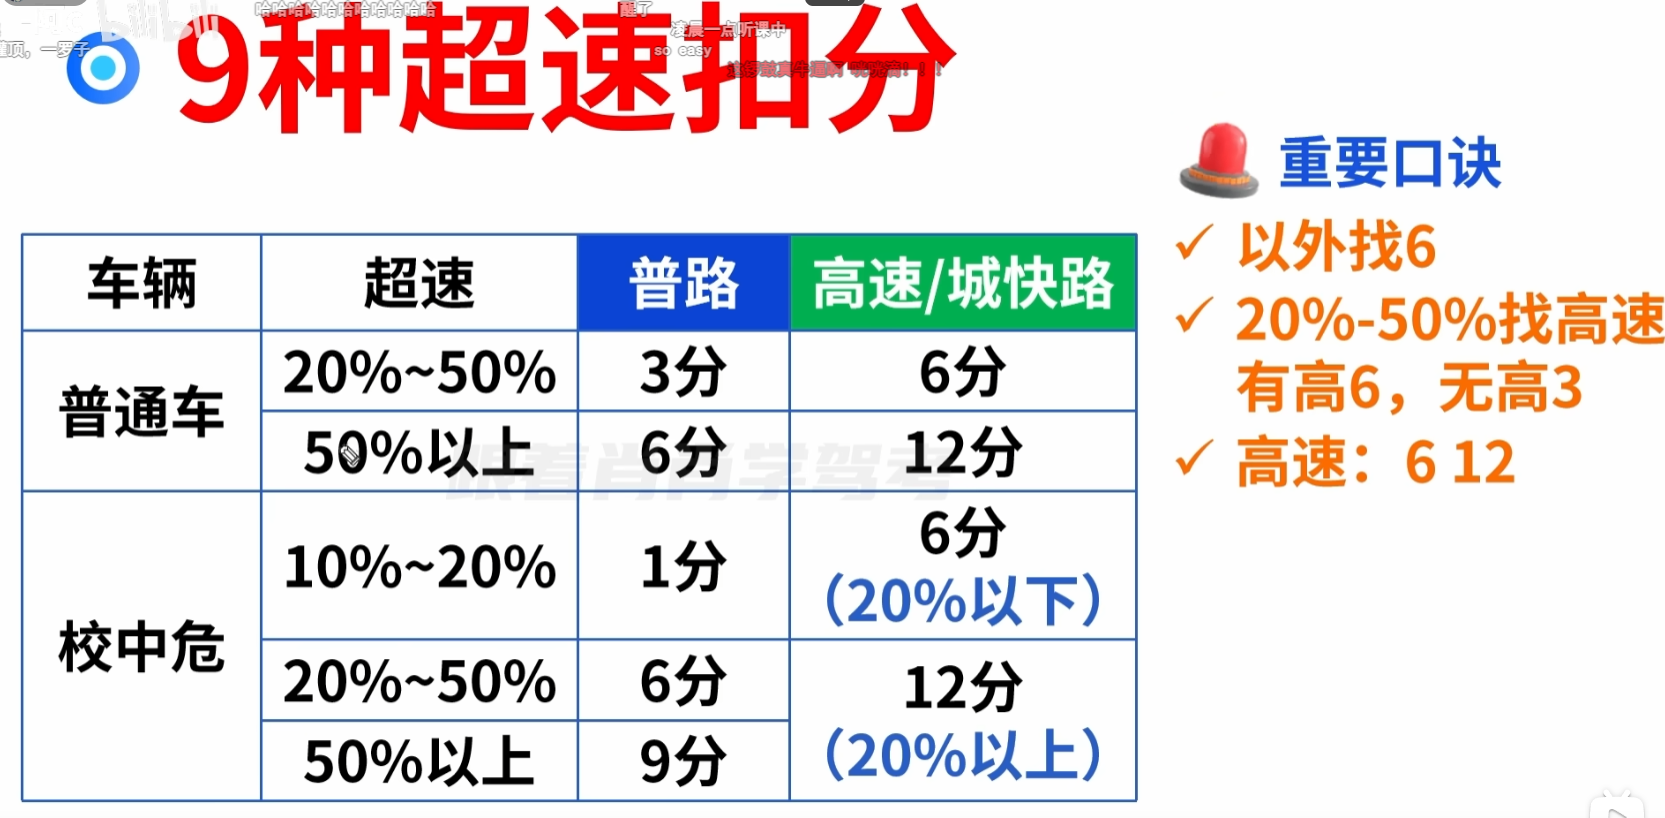 哈哈哈哈哈哈哈哈哈哈哈
醒了
bilibili
凌晨一点听课中
so easy
9种超速扣分
重要口诀
以外找6
20%-50%找高速
有高6，无高3
高速：6 12
车辆 超速 普路 高速/城快路
普通车 20%~50% 3分 6分
50%以上 6分 12分
跟着肖肖学驾考
校中危 10%~20% 1分 6分
（20%以下）
20%~50% 6分 12分
（20%以上）
50%以上 9分